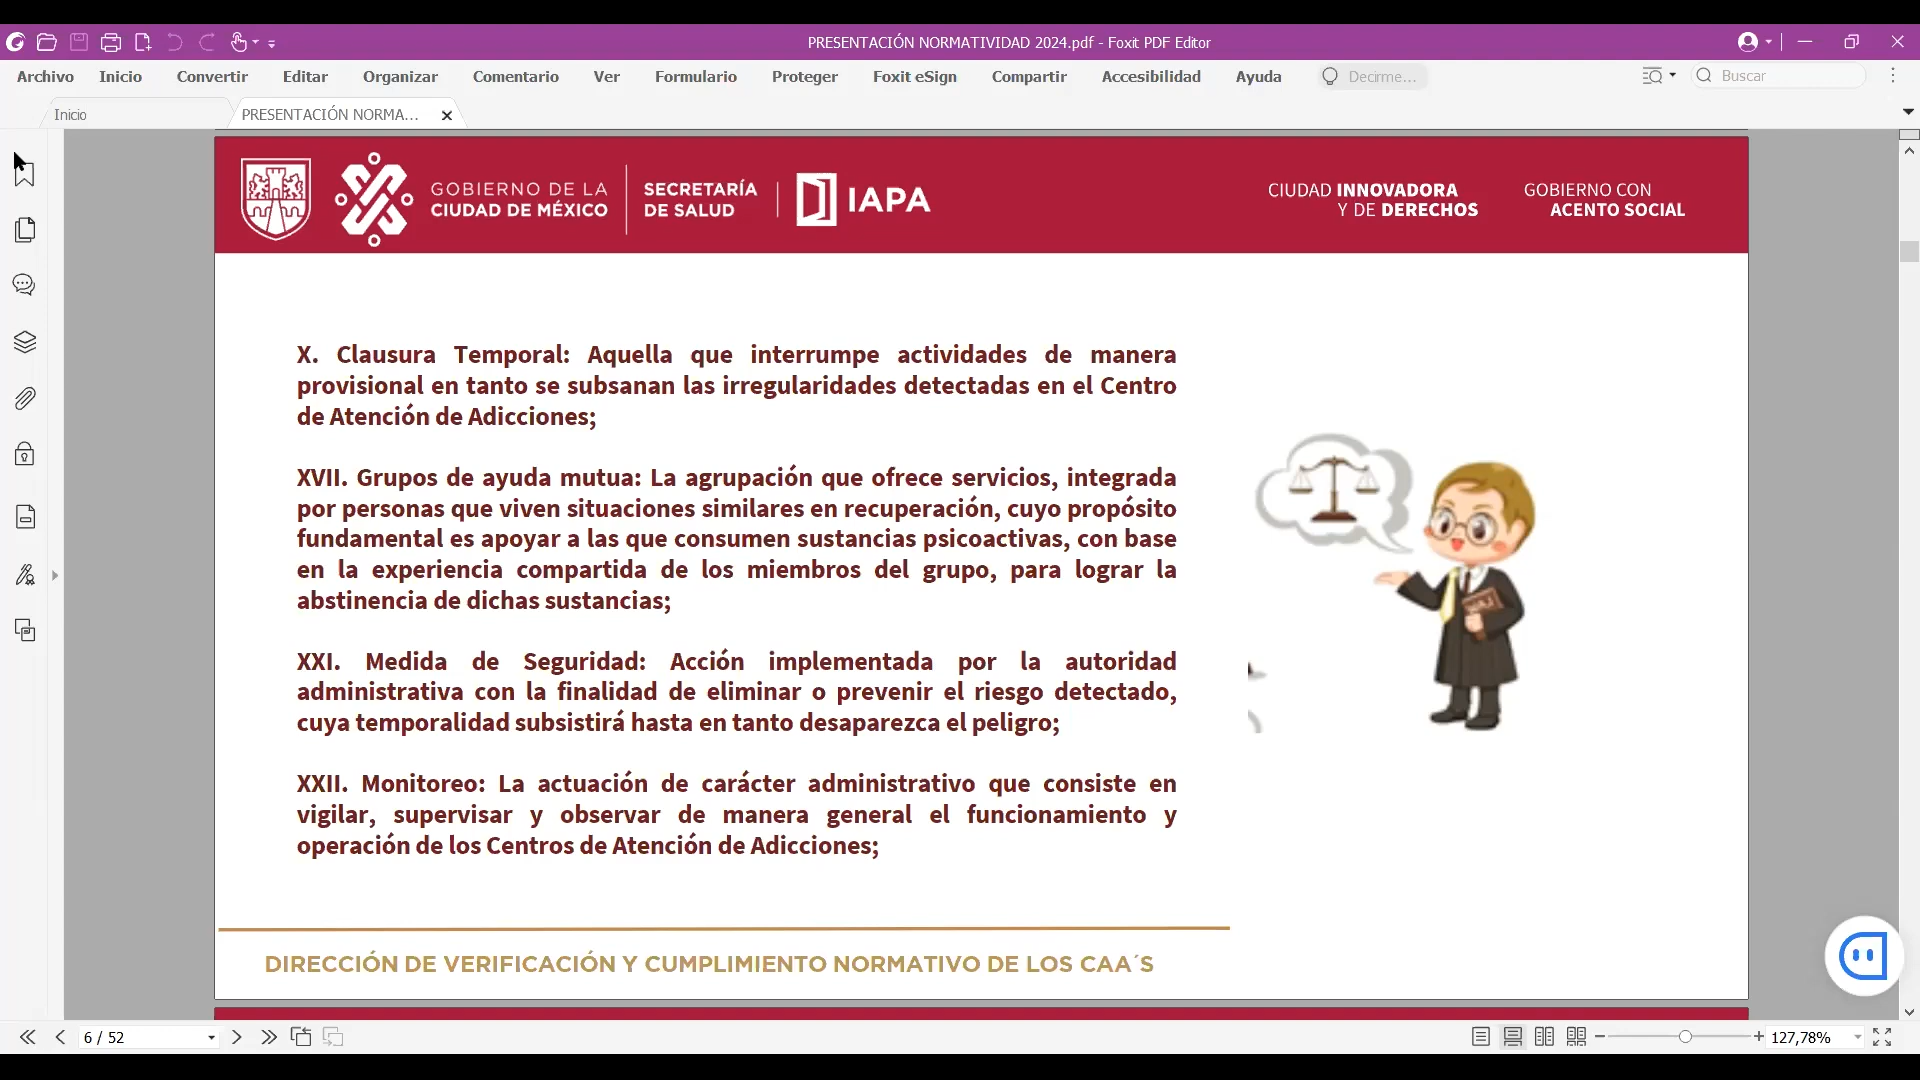 PRESENTACIÓN NORMATIVIDAD 2024.pdf - Foxit PDF Editor
Archivo Inicio Convertir Editar Organizar Comentario Ver Formulario Proteger Foxit eSign Compartir Accesibilidad Ayuda Decirme... Buscar
Inicio PRESENTACIÓN NORMA...
GOBIERNO DE LA
CIUDAD DE MÉXICO
SECRETARÍA
DE SALUD
IAPA
CIUDAD INNOVADORA
Y DE DERECHOS
GOBIERNO CON
ACENTO SOCIAL
X. Clausura Temporal: Aquella que interrumpe actividades de manera
provisional en tanto se subsanan las irregularidades detectadas en el Centro
de Atención de Adicciones;
XVII. Grupos de ayuda mutua: La agrupación que ofrece servicios, integrada
por personas que viven situaciones similares en recuperación, cuyo propósito
fundamental es apoyar a las que consumen sustancias psicoactivas, con base
en la experiencia compartida de los miembros del grupo, para lograr la
abstinencia de dichas sustancias;
XXI. Medida de Seguridad: Acción implementada por la autoridad
administrativa con la finalidad de eliminar o prevenir el riesgo detectado,
cuya temporalidad subsistirá hasta en tanto desaparezca el peligro;
XXII. Monitoreo: La actuación de carácter administrativo que consiste en
vigilar, supervisar y observar de manera general el funcionamiento y
operación de los Centros de Atención de Adicciones;
DIRECCIÓN DE VERIFICACIÓN Y CUMPLIMIENTO NORMATIVO DE LOS CAA´S
6 / 52
127,78%